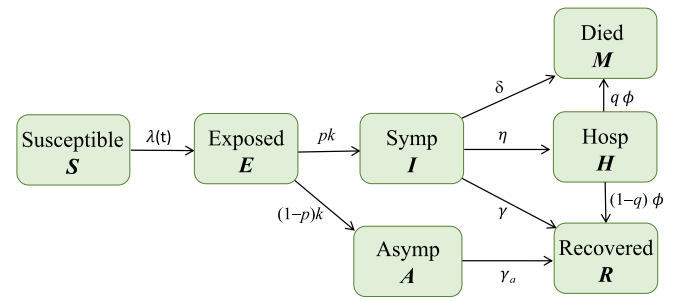 Died
M
δ
q ϕ
Susceptible
S
λ(t)
Exposed
E
pk
Symp
I
η
Hosp
H
(1–p)k
γ
(1–q) ϕ
Asymp
A
γa
Recovered
R